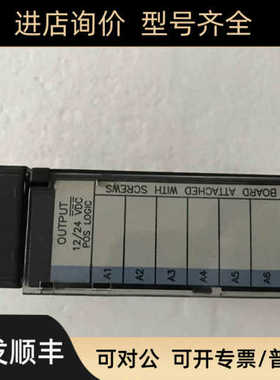 进店询价 型号齐全
OUTPUT
12/24 VDC
POS LOGIC
BOARD ATTACHED WITH SCREWS
A1
A2
A3
A4
A5
A6
发顺丰
可对公 可开专票/普